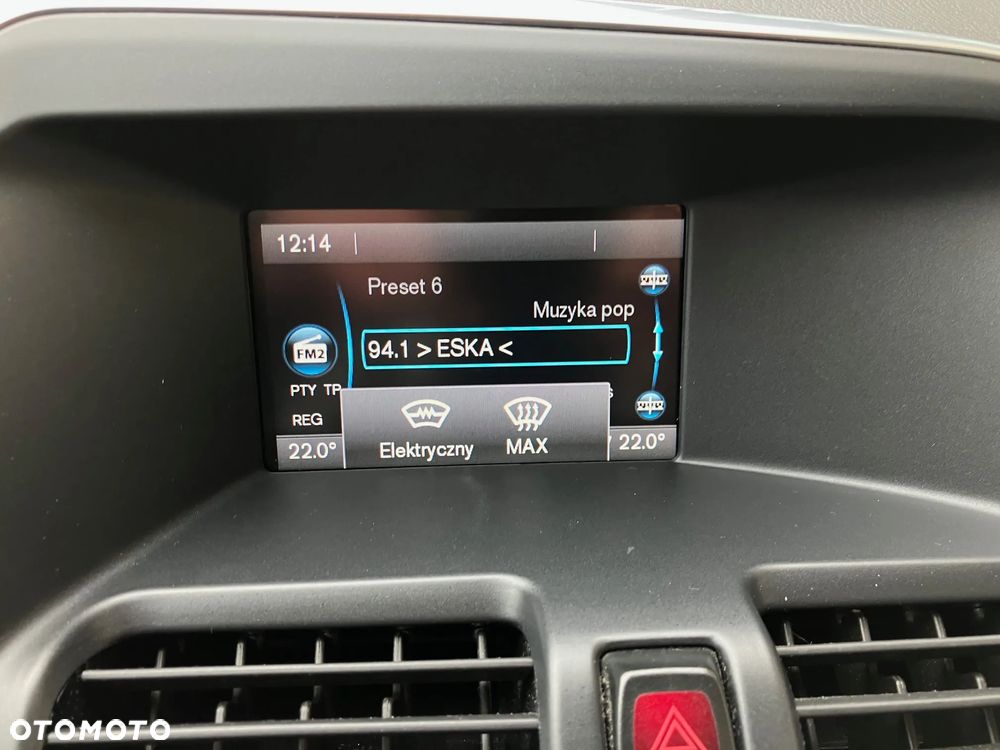 12:14
Preset 6
Muzyka pop
FM2
94.1 > ESKA <
PTY TP
REG
22.0°
Elektryczny
MAX
22.0°
OTOMOTO